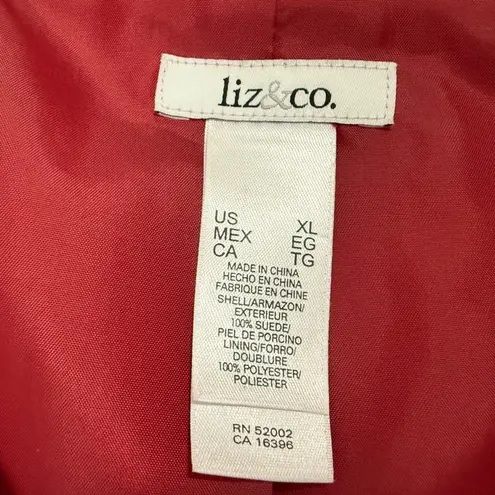 liz&co.
US XL
MEX EG
CA TG
MADE IN CHINA
HECHO EN CHINA
FABRIQUE EN CHINE
SHELL/ARMAZON/
EXTERIEUR
100% SUEDE/
PIEL DE PORCINO
LINING/FORRO/
DOUBLURE
100% POLYESTER/
POLIESTER
RN 52002
CA 16396